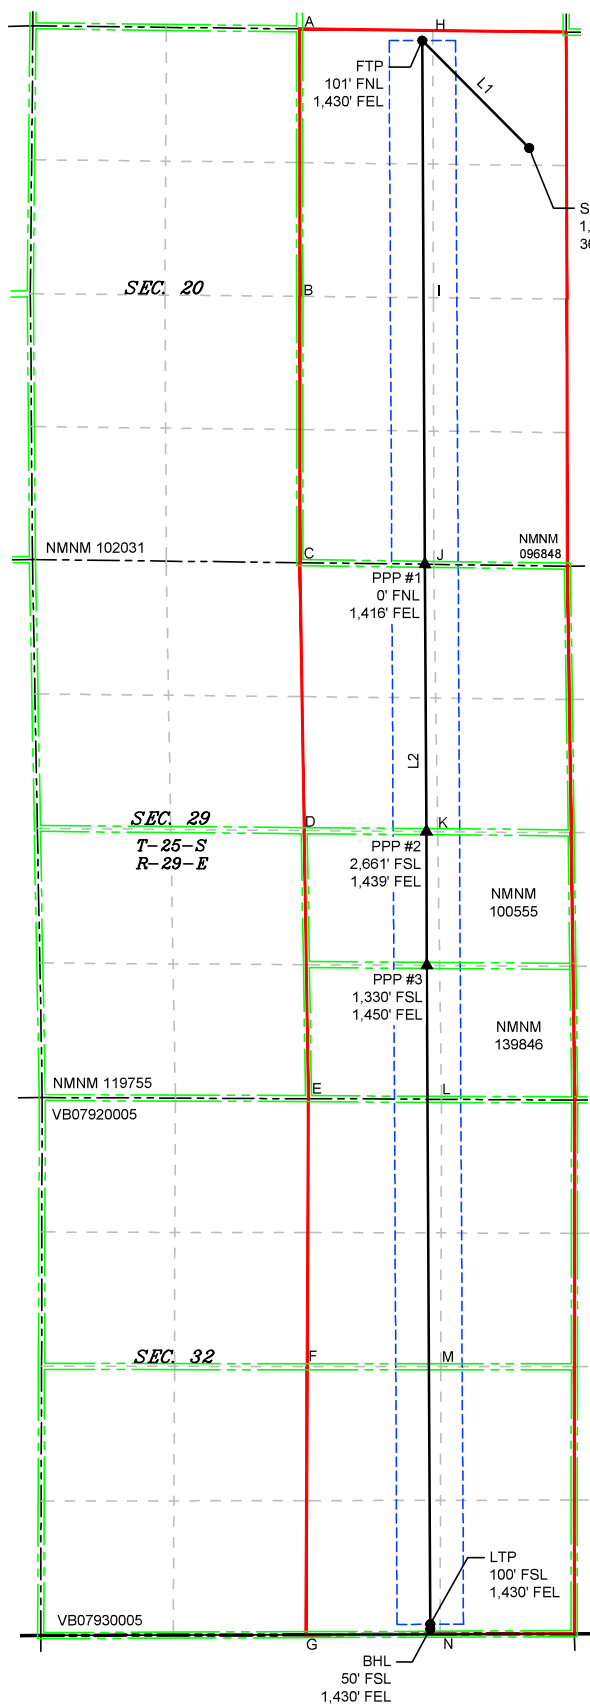 A
H
FTP
101' FNL
1,430' FEL
L1
S
1,
36
SEC. 20
B
I
NMNM 102031
C
J
NMNM
096848
PPP #1
0' FNL
1,416' FEL
L2
SEC. 29
T-25-S
R-29-E
D
K
PPP #2
2,661' FSL
1,439' FEL
NMNM
100555
PPP #3
1,330' FSL
1,450' FEL
NMNM
139846
NMNM 119755
E
L
VB07920005
SEC. 32
F
M
LTP
100' FSL
1,430' FEL
VB07930005
G
N
BHL
50' FSL
1,430' FEL